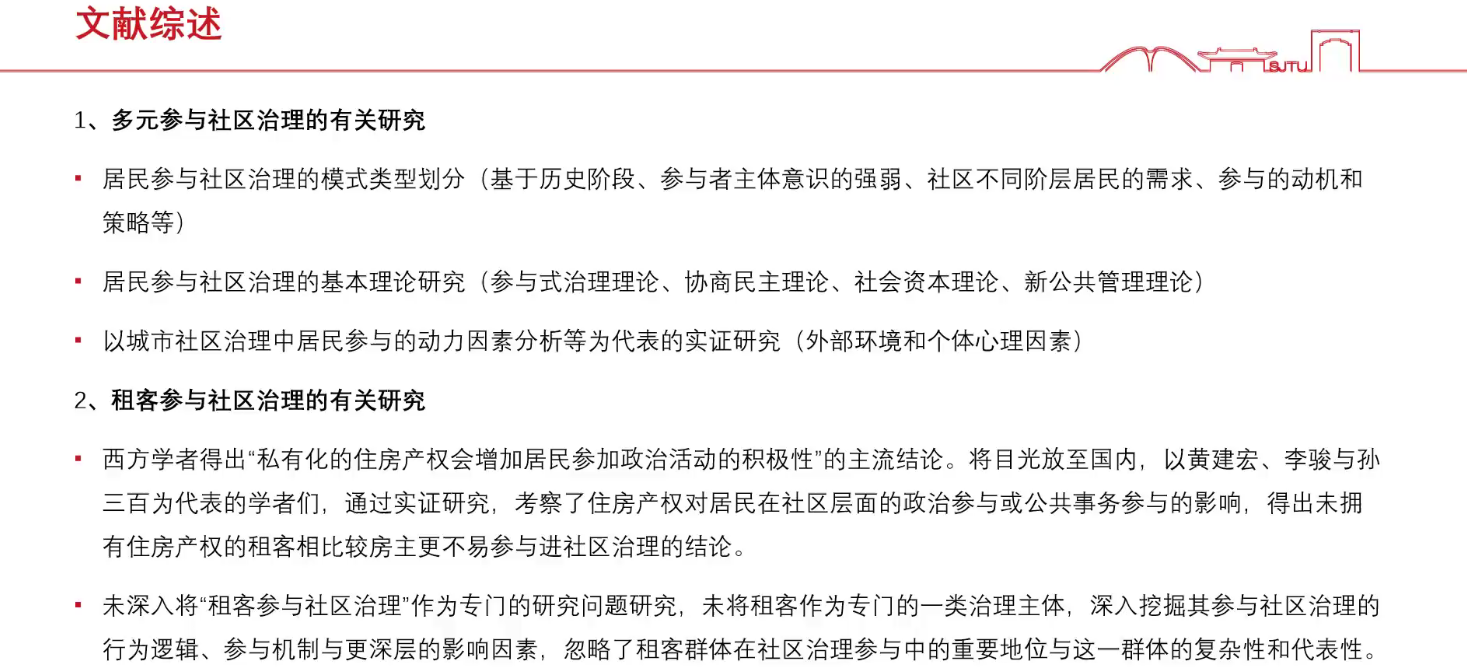 文献综述
SJTU
1、多元参与社区治理的有关研究
▪ 居民参与社区治理的模式类型划分（基于历史阶段、参与者主体意识的强弱、社区不同阶层居民的需求、参与的动机和
策略等）
▪ 居民参与社区治理的基本理论研究（参与式治理理论、协商民主理论、社会资本理论、新公共管理理论）
▪ 以城市社区治理中居民参与的动力因素分析等为代表的实证研究（外部环境和个体心理因素）
2、租客参与社区治理的有关研究
▪ 西方学者得出“私有化的住房产权会增加居民参加政治活动的积极性”的主流结论。将目光放至国内，以黄建宏、李骏与孙
三百为代表的学者们，通过实证研究，考察了住房产权对居民在社区层面的政治参与或公共事务参与的影响，得出未拥
有住房产权的租客相比较房主更不易参与进社区治理的结论。
▪ 未深入将“租客参与社区治理”作为专门的研究问题研究，未将租客作为专门的一类治理主体，深入挖掘其参与社区治理的
行为逻辑、参与机制与更深层的影响因素，忽略了租客群体在社区治理参与中的重要地位与这一群体的复杂性和代表性。